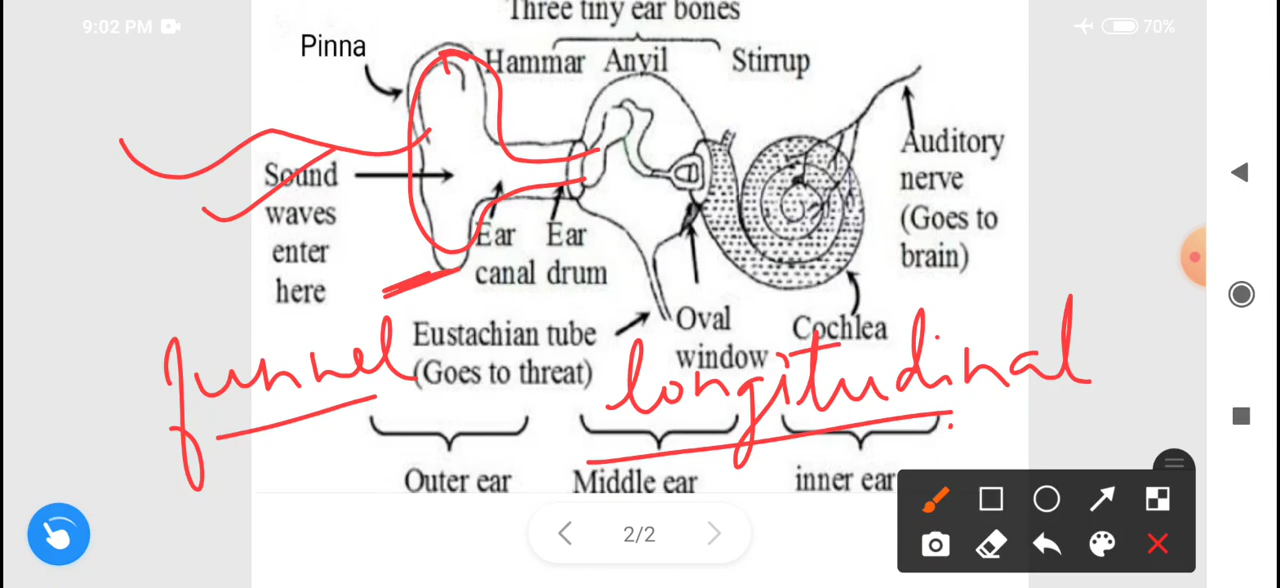 9:02 PM
70%
Three tiny ear bones
Pinna
Hammar Anvil Stirrup
Sound
waves
enter
here
Ear
canal
Ear
drum
Auditory
nerve
(Goes to
brain)
Eustachian tube
(Goes to threat)
Oval
window
Cochlea
funnel
longitudinal
Outer ear
Middle ear
inner ear
2/2